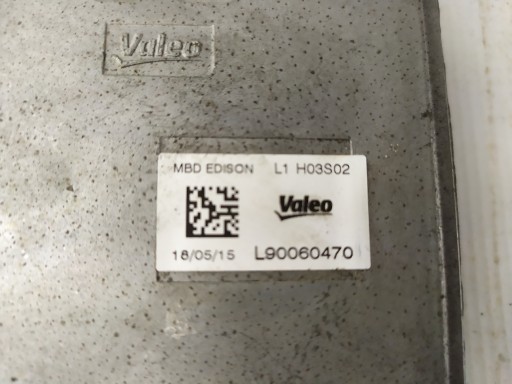 Valeo
MBD EDISON L1 H03S02
Valeo
18/05/15 L90060470